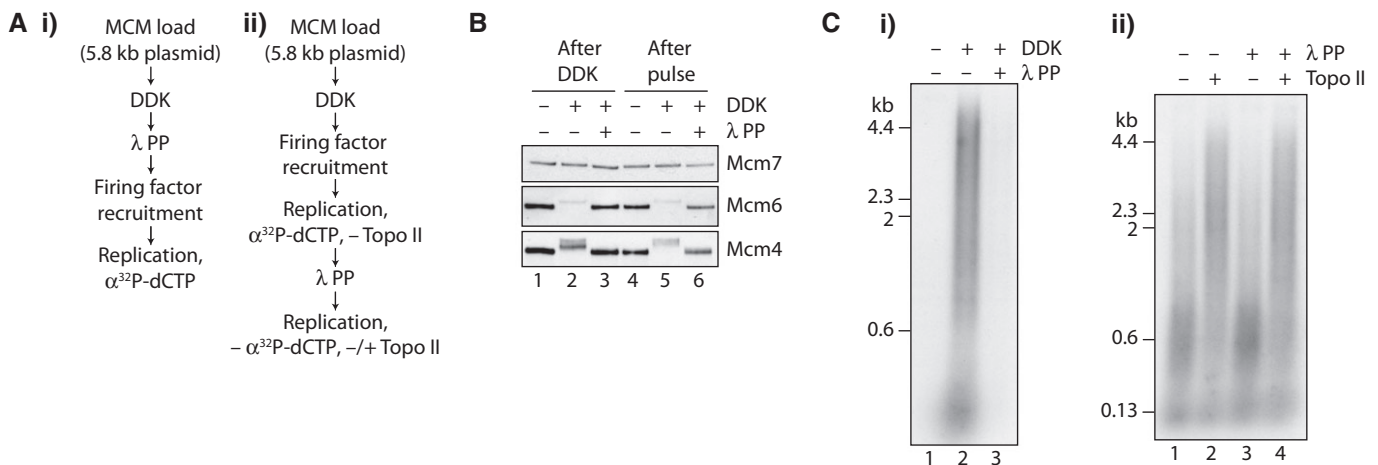 A i) ii) B C i) ii)
MCM load
(5.8 kb plasmid)
DDK
λ PP
Firing factor
recruitment
Replication,
α³²P-dCTP
MCM load
(5.8 kb plasmid)
DDK
Firing factor
recruitment
Replication,
α³²P-dCTP, – Topo II
λ PP
Replication,
– α³²P-dCTP, –/+ Topo II
After After
DDK pulse
– + + – + + DDK
– – + – – + λ PP
Mcm7
Mcm6
Mcm4
1 2 3 4 5 6
– + + DDK
– – + λ PP
kb
4.4
2.3
2
0.6
1 2 3
– – + + λ PP
– + – + Topo II
kb
4.4
2.3
2
0.6
0.13
1 2 3 4